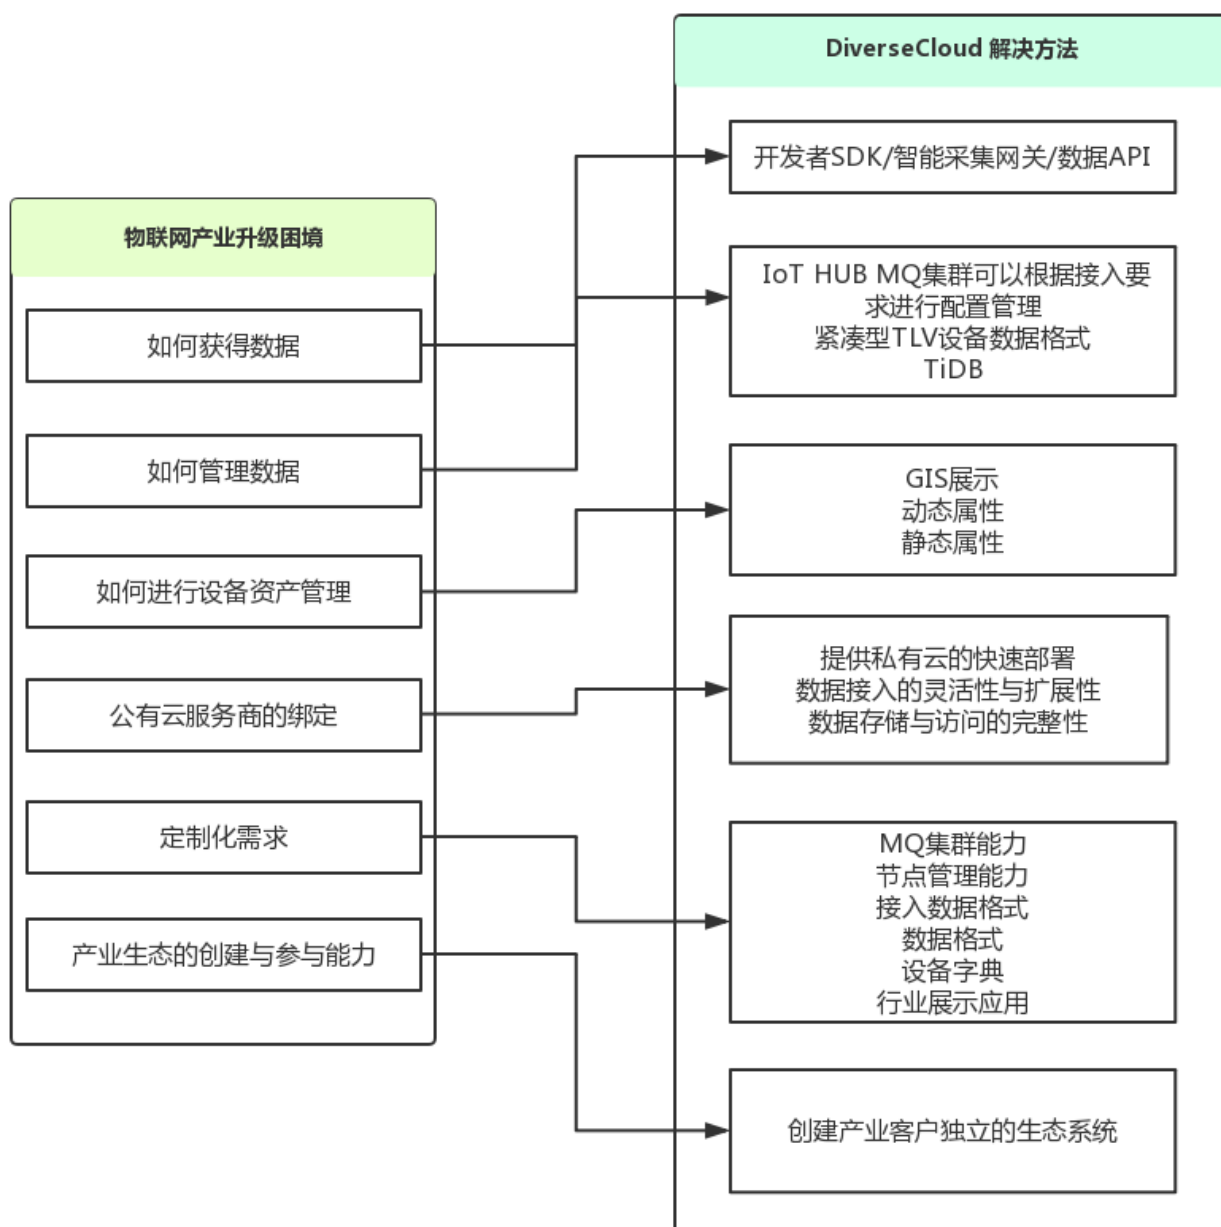 DiverseCloud 解决方法
开发者SDK/智能采集网关/数据API
物联网产业升级困境
IoT HUB MQ集群可以根据接入要
求进行配置管理
紧凑型TLV设备数据格式
TiDB
如何获得数据
如何管理数据
GIS展示
动态属性
静态属性
如何进行设备资产管理
提供私有云的快速部署
数据接入的灵活性与扩展性
数据存储与访问的完整性
公有云服务商的绑定
定制化需求
MQ集群能力
节点管理能力
接入数据格式
数据格式
设备字典
行业展示应用
产业生态的创建与参与能力
创建产业客户独立的生态系统